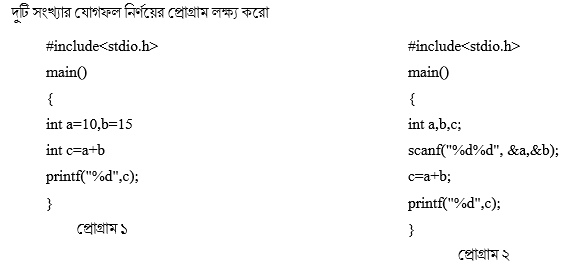 দুটি সংখ্যার যোগফল নির্ণয়ের প্রোগ্রাম লক্ষ্য করো
#include<stdio.h>
main()
{
int a=10,b=15
int c=a+b
printf("%d",c);
}
প্রোগ্রাম ১
#include<stdio.h>
main()
{
int a,b,c;
scanf("%d%d", &a,&b);
c=a+b;
printf("%d",c);
}
প্রোগ্রাম ২